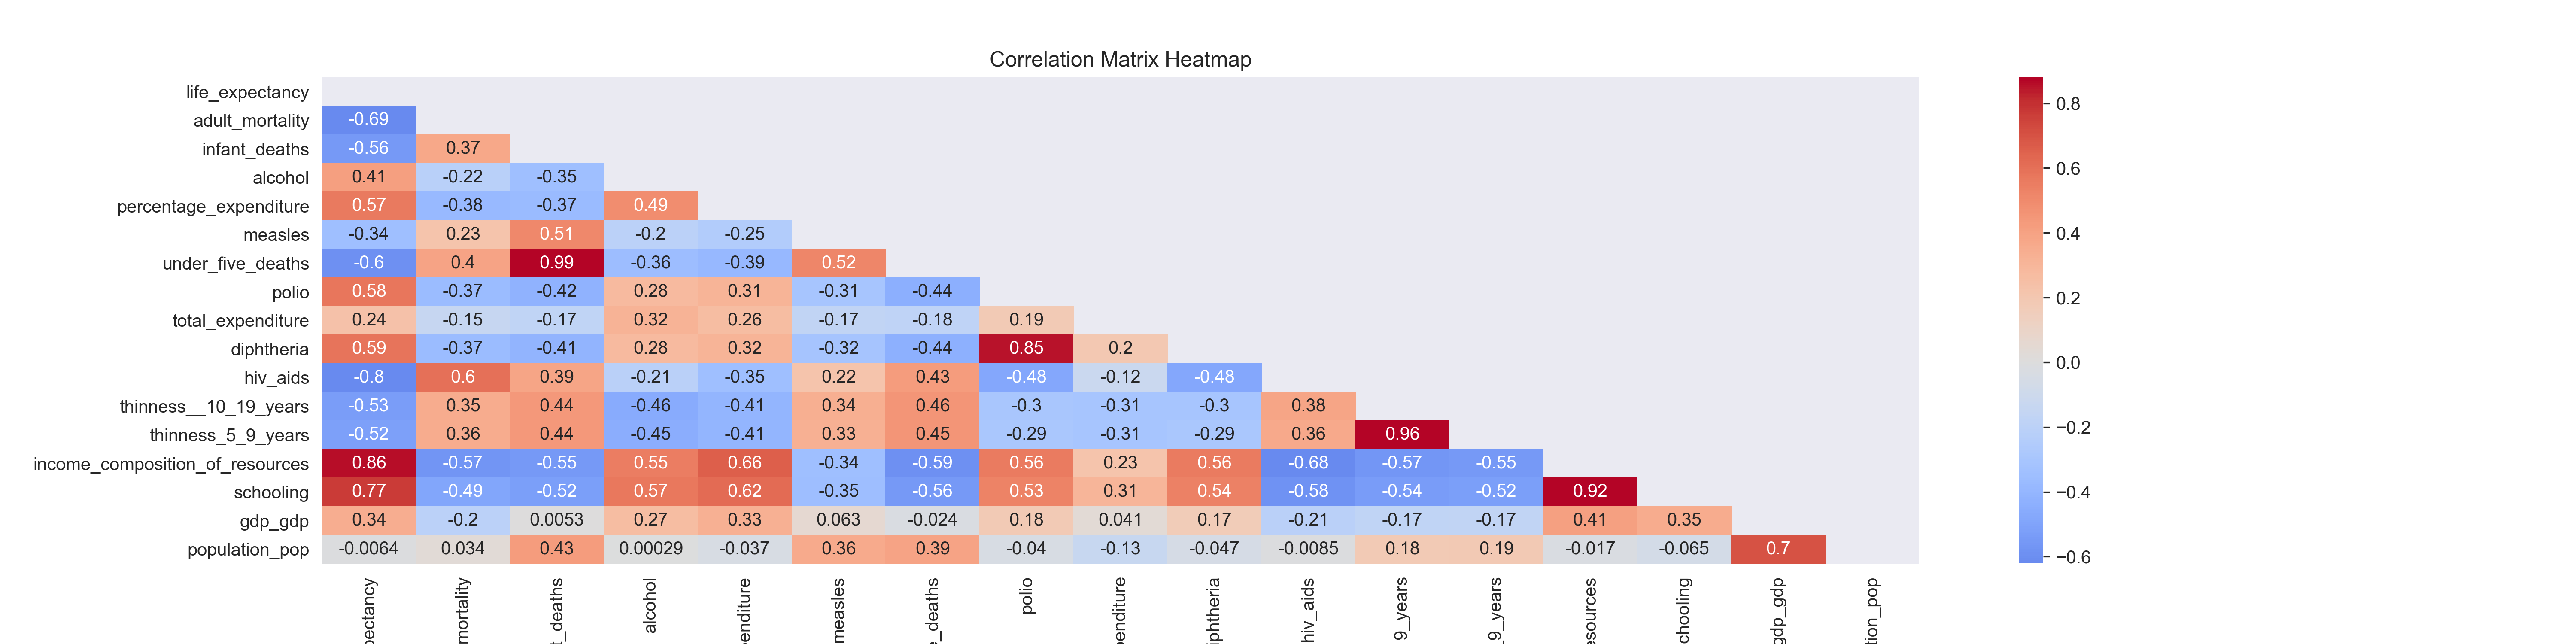 Correlation Matrix Heatmap
life_expectancy
adult_mortality -0.69
infant_deaths -0.56 0.37
alcohol 0.41 -0.22 -0.35
percentage_expenditure 0.57 -0.38 -0.37 0.49
measles -0.34 0.23 0.51 -0.2 -0.25
under_five_deaths -0.6 0.4 0.99 -0.36 -0.39 0.52
polio 0.58 -0.37 -0.42 0.28 0.31 -0.31 -0.44
total_expenditure 0.24 -0.15 -0.17 0.32 0.26 -0.17 -0.18 0.19
diphtheria 0.59 -0.37 -0.41 0.28 0.32 -0.32 -0.44 0.85 0.2
hiv_aids -0.8 0.6 0.39 -0.21 -0.35 0.22 0.43 -0.48 -0.12 -0.48
thinness__10_19_years -0.53 0.35 0.44 -0.46 -0.41 0.34 0.46 -0.3 -0.31 -0.3 0.38
thinness_5_9_years -0.52 0.36 0.44 -0.45 -0.41 0.33 0.45 -0.29 -0.31 -0.29 0.36 0.96
income_composition_of_resources 0.86 -0.57 -0.55 0.55 0.66 -0.34 -0.59 0.56 0.23 0.56 -0.68 -0.57 -0.55
schooling 0.77 -0.49 -0.52 0.57 0.62 -0.35 -0.56 0.53 0.31 0.54 -0.58 -0.54 -0.52 0.92
gdp_gdp 0.34 -0.2 0.0053 0.27 0.33 0.063 -0.024 0.18 0.041 0.17 -0.21 -0.17 -0.17 0.41 0.35
population_pop -0.0064 0.034 0.43 0.00029 -0.037 0.36 0.39 -0.04 -0.13 -0.047 -0.0085 0.18 0.19 -0.017 -0.065 0.7
pectancy
mortality
t_deaths
alcohol
penditure
measles
e_deaths
polio
penditure
iphtheria
hiv_aids
19_years
_9_years
esources
chooling
gdp_gdp
tion_pop
0.8
0.6
0.4
0.2
0.0
−0.2
−0.4
−0.6